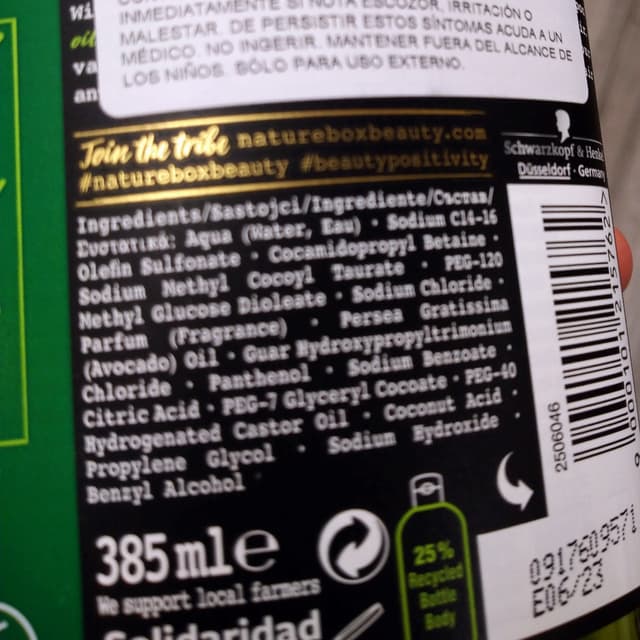 INMEDIATAMENTE SI NOTA ESCOZOR, IRRITACIÓN O
MALESTAR. DE PERSISTIR ESTOS SÍNTOMAS ACUDA A UN
MÉDICO. NO INGERIR. MANTENER FUERA DEL ALCANCE DE
LOS NIÑOS. SÓLO PARA USO EXTERNO.
Join the tribe natureboxbeauty.com
#natureboxbeauty #beautypositivity
Schwarzkopf & Henkel
Düsseldorf · Germany
Ingredients/Sastojci/Ingrediente/Състав/
Συστατικά: Aqua (Water, Eau) · Sodium C14-16
Olefin Sulfonate · Cocamidopropyl Betaine ·
Sodium Methyl Cocoyl Taurate · PEG-120
Methyl Glucose Dioleate · Sodium Chloride ·
Parfum (Fragrance) · Persea Gratissima
(Avocado) Oil · Guar Hydroxypropyltrimonium
Chloride · Panthenol · Sodium Benzoate ·
Citric Acid · PEG-7 Glyceryl Cocoate · PEG-40
Hydrogenated Castor Oil · Coconut Acid ·
Propylene Glycol · Sodium Hydroxide ·
Benzyl Alcohol
2506046
385 ml e
We support local farmers
Solidaridad
25%
Recycled
Bottle
Body
0917609571
E06/23